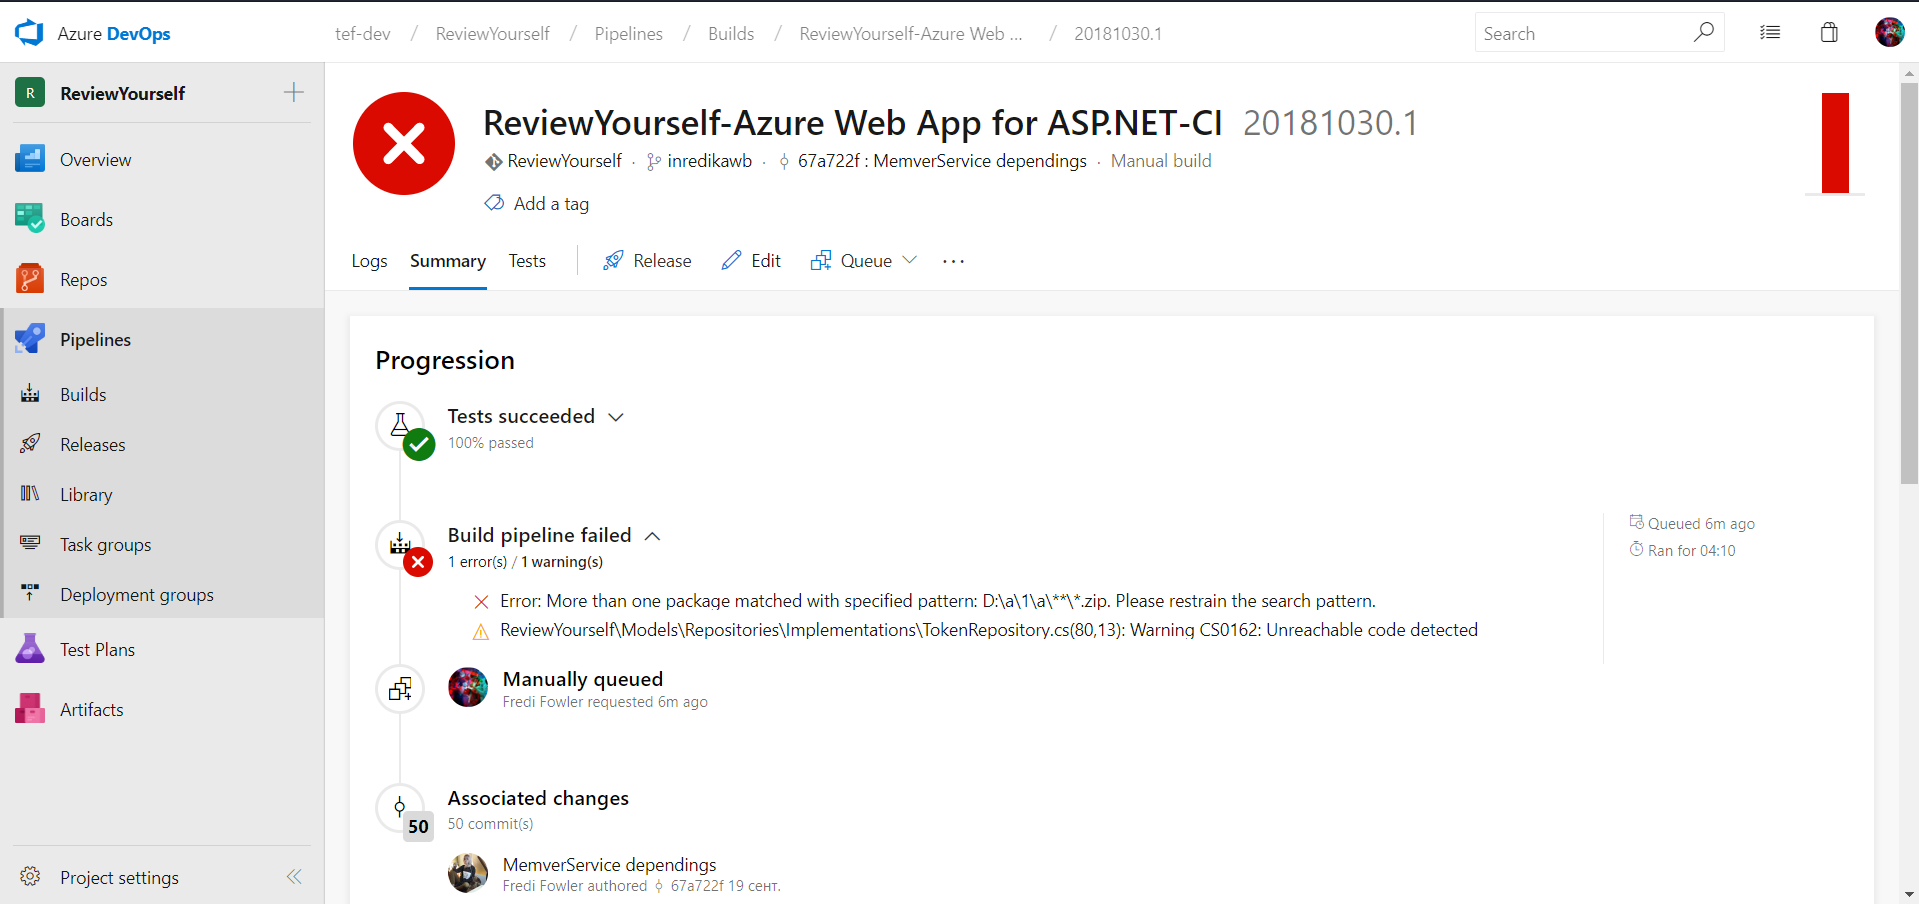 Azure DevOps
tef-dev / ReviewYourself / Pipelines / Builds / ReviewYourself-Azure Web ... / 20181030.1
Search
R ReviewYourself
Overview
Boards
Repos
Pipelines
Builds
Releases
Library
Task groups
Deployment groups
Test Plans
Artifacts
Project settings
ReviewYourself-Azure Web App for ASP.NET-CI 20181030.1
ReviewYourself · inredikawb · 67a722f : MemverService dependings · Manual build
Add a tag
Logs Summary Tests Release Edit Queue ...
Progression
Tests succeeded
100% passed
Build pipeline failed
1 error(s) / 1 warning(s)
Error: More than one package matched with specified pattern: D:\a\1\a\**\*.zip. Please restrain the search pattern.
ReviewYourself\Models\Repositories\Implementations\TokenRepository.cs(80,13): Warning CS0162: Unreachable code detected
Queued 6m ago
Ran for 04:10
Manually queued
Fredi Fowler requested 6m ago
Associated changes
50
50 commit(s)
MemverService dependings
Fredi Fowler authored 67a722f 19 сент.